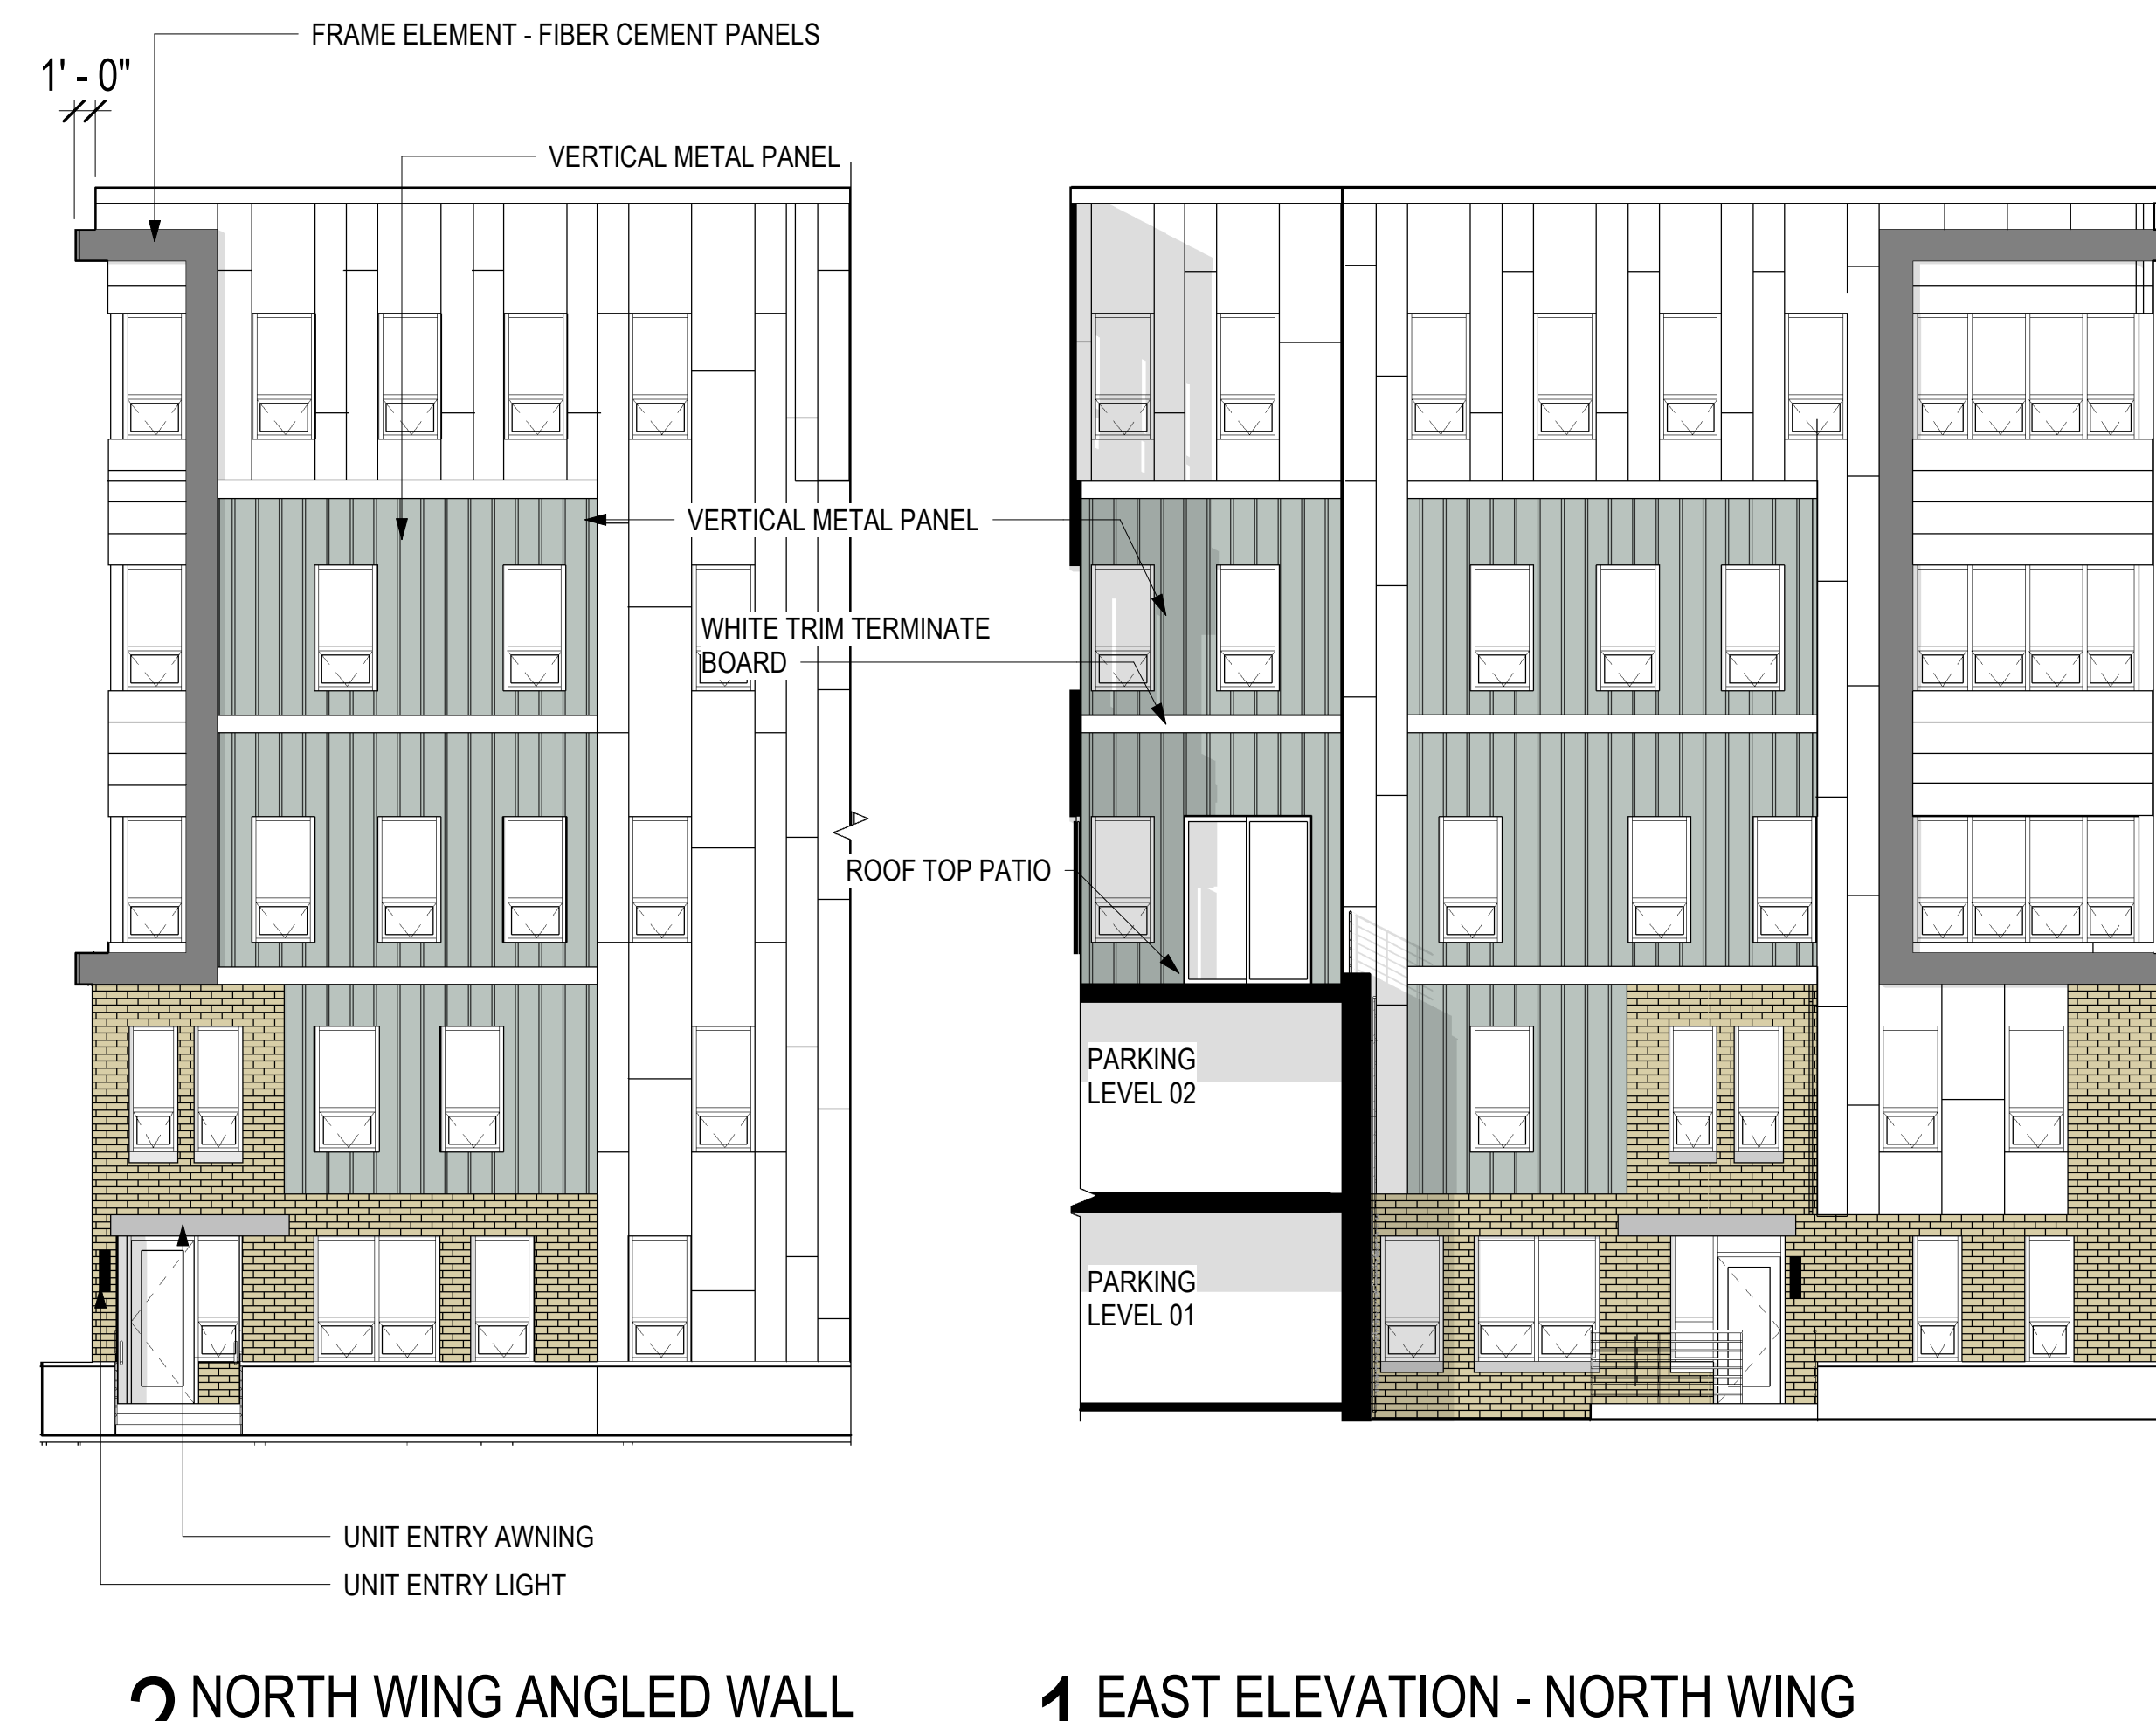 FRAME ELEMENT - FIBER CEMENT PANELS
1' - 0"
VERTICAL METAL PANEL
VERTICAL METAL PANEL
WHITE TRIM TERMINATE
BOARD
ROOF TOP PATIO
PARKING
LEVEL 02
PARKING
LEVEL 01
UNIT ENTRY AWNING
UNIT ENTRY LIGHT
2 NORTH WING ANGLED WALL
1 EAST ELEVATION - NORTH WING